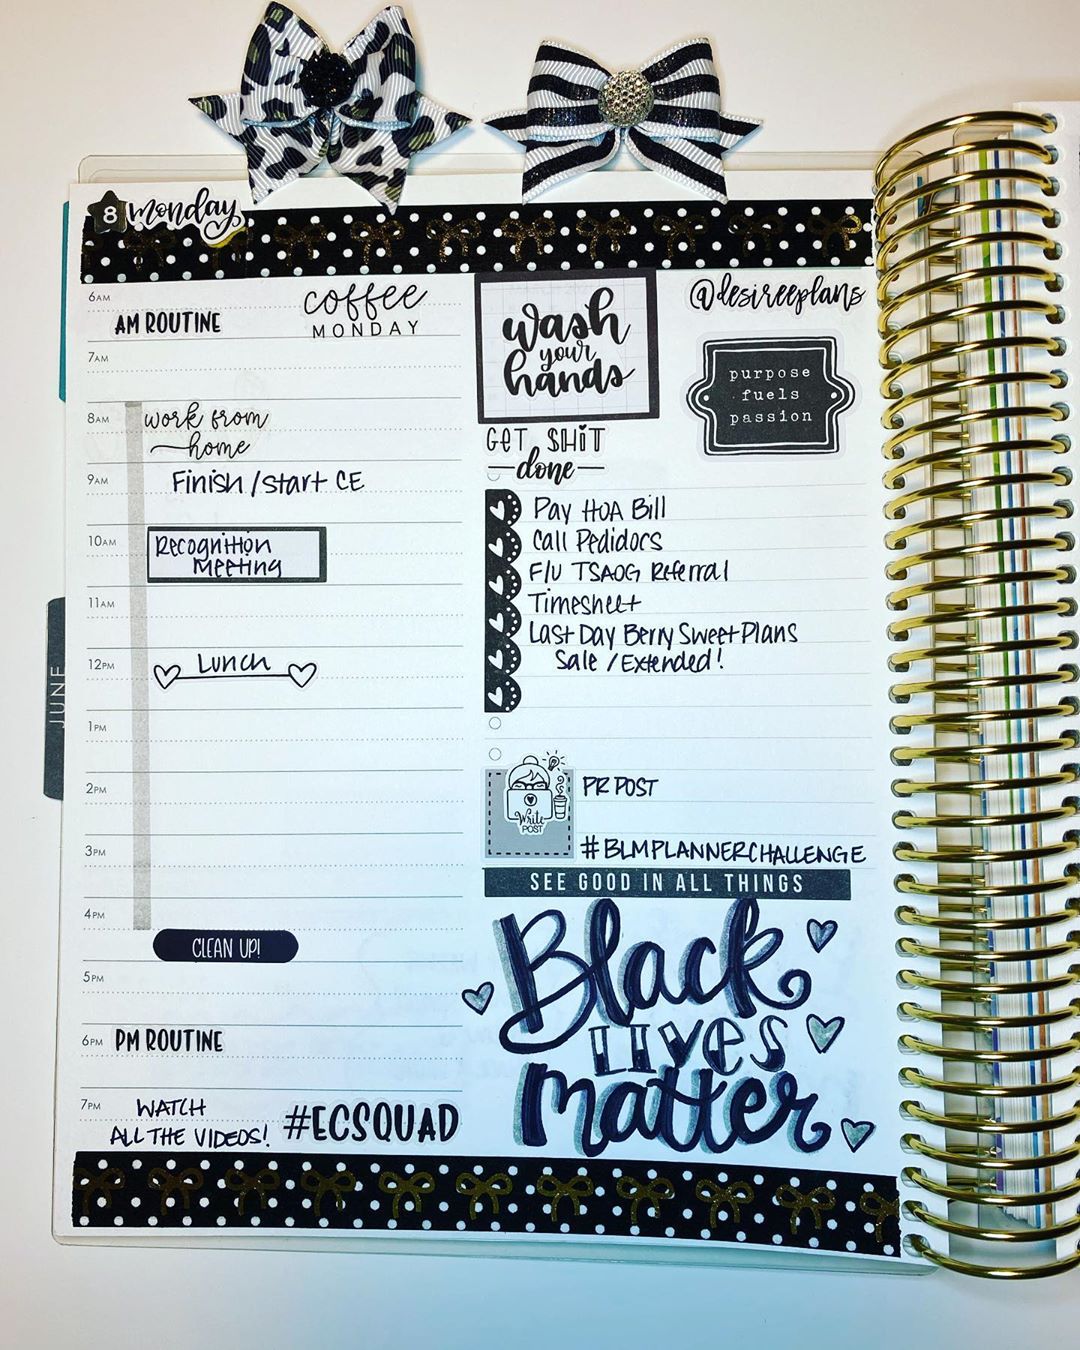 8 monday
6AM
AM ROUTINE
coffee
MONDAY
7AM
8AM
work from
home
9AM
Finish/start CE
10AM
Recognition
Meeting
11AM
12PM
Lunch
1PM
2PM
3PM
4PM
CLEAN UP!
5PM
6PM
PM ROUTINE
7PM
WATCH
ALL THE VIDEOS!
#ECSQUAD
JUNE
wash
your
hands
@desireeplans
purpose
fuels
passion
GET SHIT
done
Pay HOA Bill
Call Pedidocs
F/U TSAOG Referral
Timesheet
Last Day Berry Sweet Plans
Sale /Extended!
Write
POST
PR POST
#BLMPLANNERCHALLENGE
SEE GOOD IN ALL THINGS
Black
LIVES
matter